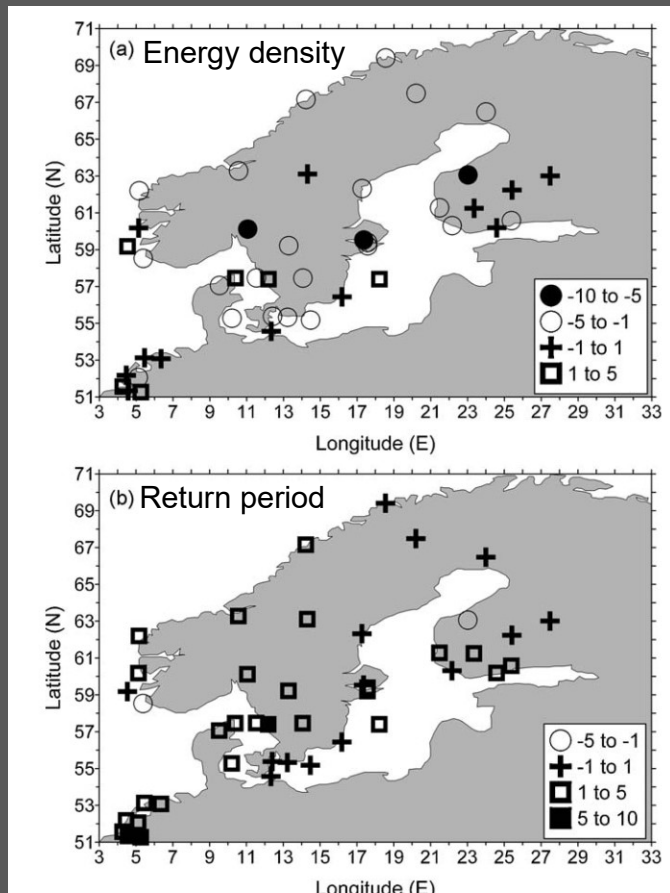 (a) Energy density
71
69
67
65
63
61
59
57
55
53
51
Latitude (N)
-10 to -5
-5 to -1
-1 to 1
1 to 5
3 5 7 9 11 13 15 17 19 21 23 25 27 29 31 33
Longitude (E)
(b) Return period
71
69
67
65
63
61
59
57
55
53
51
Latitude (N)
-5 to -1
-1 to 1
1 to 5
5 to 10
3 5 7 9 11 13 15 17 19 21 23 25 27 29 31 33
Longitude (E)